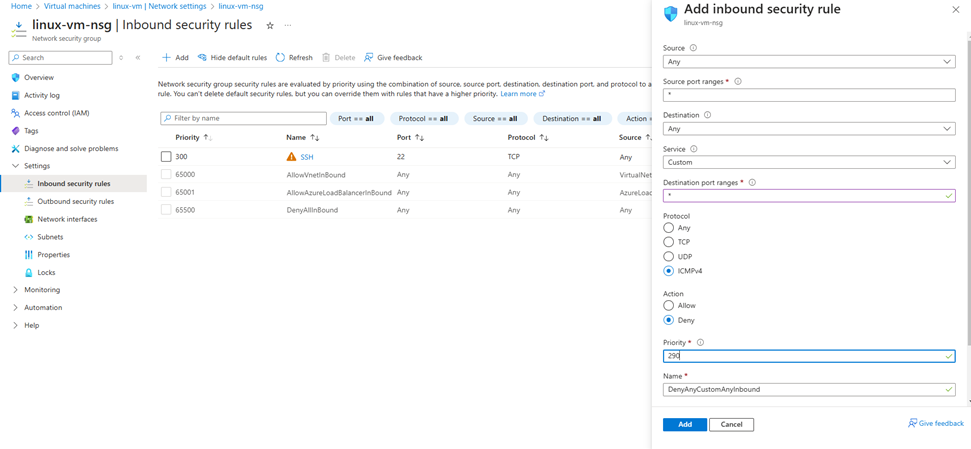 Home > Virtual machines > linux-vm | Network settings > linux-vm-nsg
linux-vm-nsg | Inbound security rules
Network security group
Search
Overview
Activity log
Access control (IAM)
Tags
Diagnose and solve problems
Settings
Inbound security rules
Outbound security rules
Network interfaces
Subnets
Properties
Locks
Monitoring
Automation
Help
Add Hide default rules Refresh Delete Give feedback
Network security group security rules are evaluated by priority using the combination of source, source port, destination, destination port, and protocol to a
rule. You can't delete default security rules, but you can override them with rules that have a higher priority. Learn more
Filter by name Port == all Protocol == all Source == all Destination == all Action =
Priority Name Port Protocol Source
300 SSH 22 TCP Any
65000 AllowVnetInBound Any Any VirtualNet
65001 AllowAzureLoadBalancerInBound Any Any AzureLoad
65500 DenyAllInBound Any Any Any
Add inbound security rule
linux-vm-nsg
Source
Any
Source port ranges *
*
Destination
Any
Service
Custom
Destination port ranges *
*
Protocol
Any
TCP
UDP
ICMPv4
Action
Allow
Deny
Priority *
290
Name *
DenyAnyCustomAnyInbound
Add Cancel Give feedback